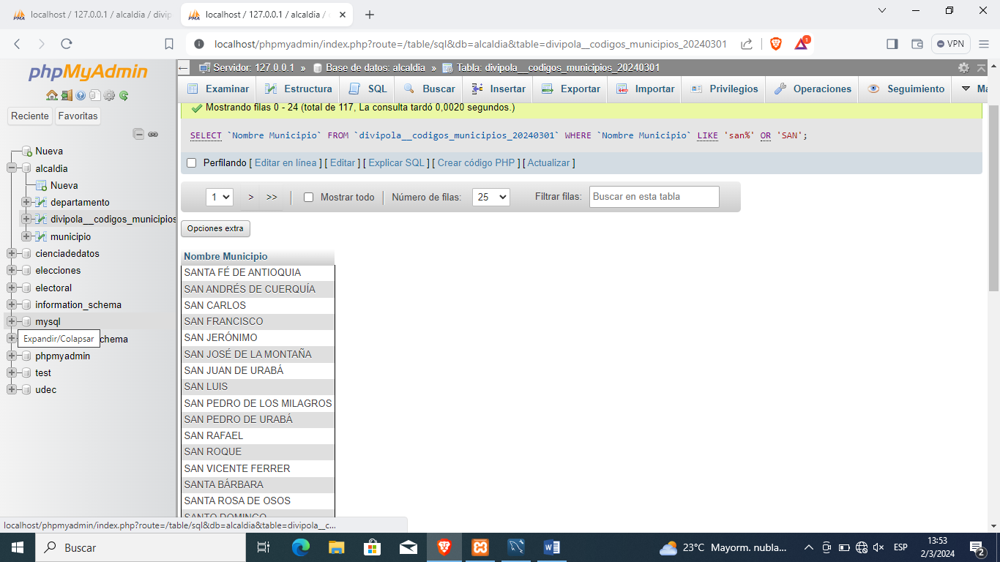 localhost / 127.0.0.1 / alcaldia / divip
localhost / 127.0.0.1 / alcaldia /
localhost/phpmyadmin/index.php?route=/table/sql&db=alcaldia&table=divipola__codigos_municipios_20240301
1
VPN
phpMyAdmin
Reciente
Favoritas
Nueva
alcaldia
Nueva
departamento
divipola__codigos_municipios
municipio
cienciadedatos
elecciones
electoral
information_schema
mysql
Expandir/Colapsar
chema
phpmyadmin
test
udec
Servidor: 127.0.0.1 » Base de datos: alcaldia » Tabla: divipola__codigos_municipios_20240301
Examinar Estructura SQL Buscar Insertar Exportar Importar Privilegios Operaciones Seguimiento Ma
Mostrando filas 0 - 24 (total de 117, La consulta tardó 0,0020 segundos.)
SELECT `Nombre Municipio` FROM `divipola__codigos_municipios_20240301` WHERE `Nombre Municipio` LIKE 'san%' OR 'SAN';
Perfilando [ Editar en línea ] [ Editar ] [ Explicar SQL ] [ Crear código PHP ] [ Actualizar ]
1 > >> Mostrar todo Número de filas: 25 Filtrar filas: Buscar en esta tabla
Opciones extra
Nombre Municipio
SANTA FÉ DE ANTIOQUIA
SAN ANDRÉS DE CUERQUÍA
SAN CARLOS
SAN FRANCISCO
SAN JERÓNIMO
SAN JOSÉ DE LA MONTAÑA
SAN JUAN DE URABÁ
SAN LUIS
SAN PEDRO DE LOS MILAGROS
SAN PEDRO DE URABÁ
SAN RAFAEL
SAN ROQUE
SAN VICENTE FERRER
SANTA BÁRBARA
SANTA ROSA DE OSOS
SANTO DOMINGO
localhost/phpmyadmin/index.php?route=/table/sql&db=alcaldia&table=divipola__c...
Buscar
23°C Mayorm. nubla...
ESP
13:53
2/3/2024
2